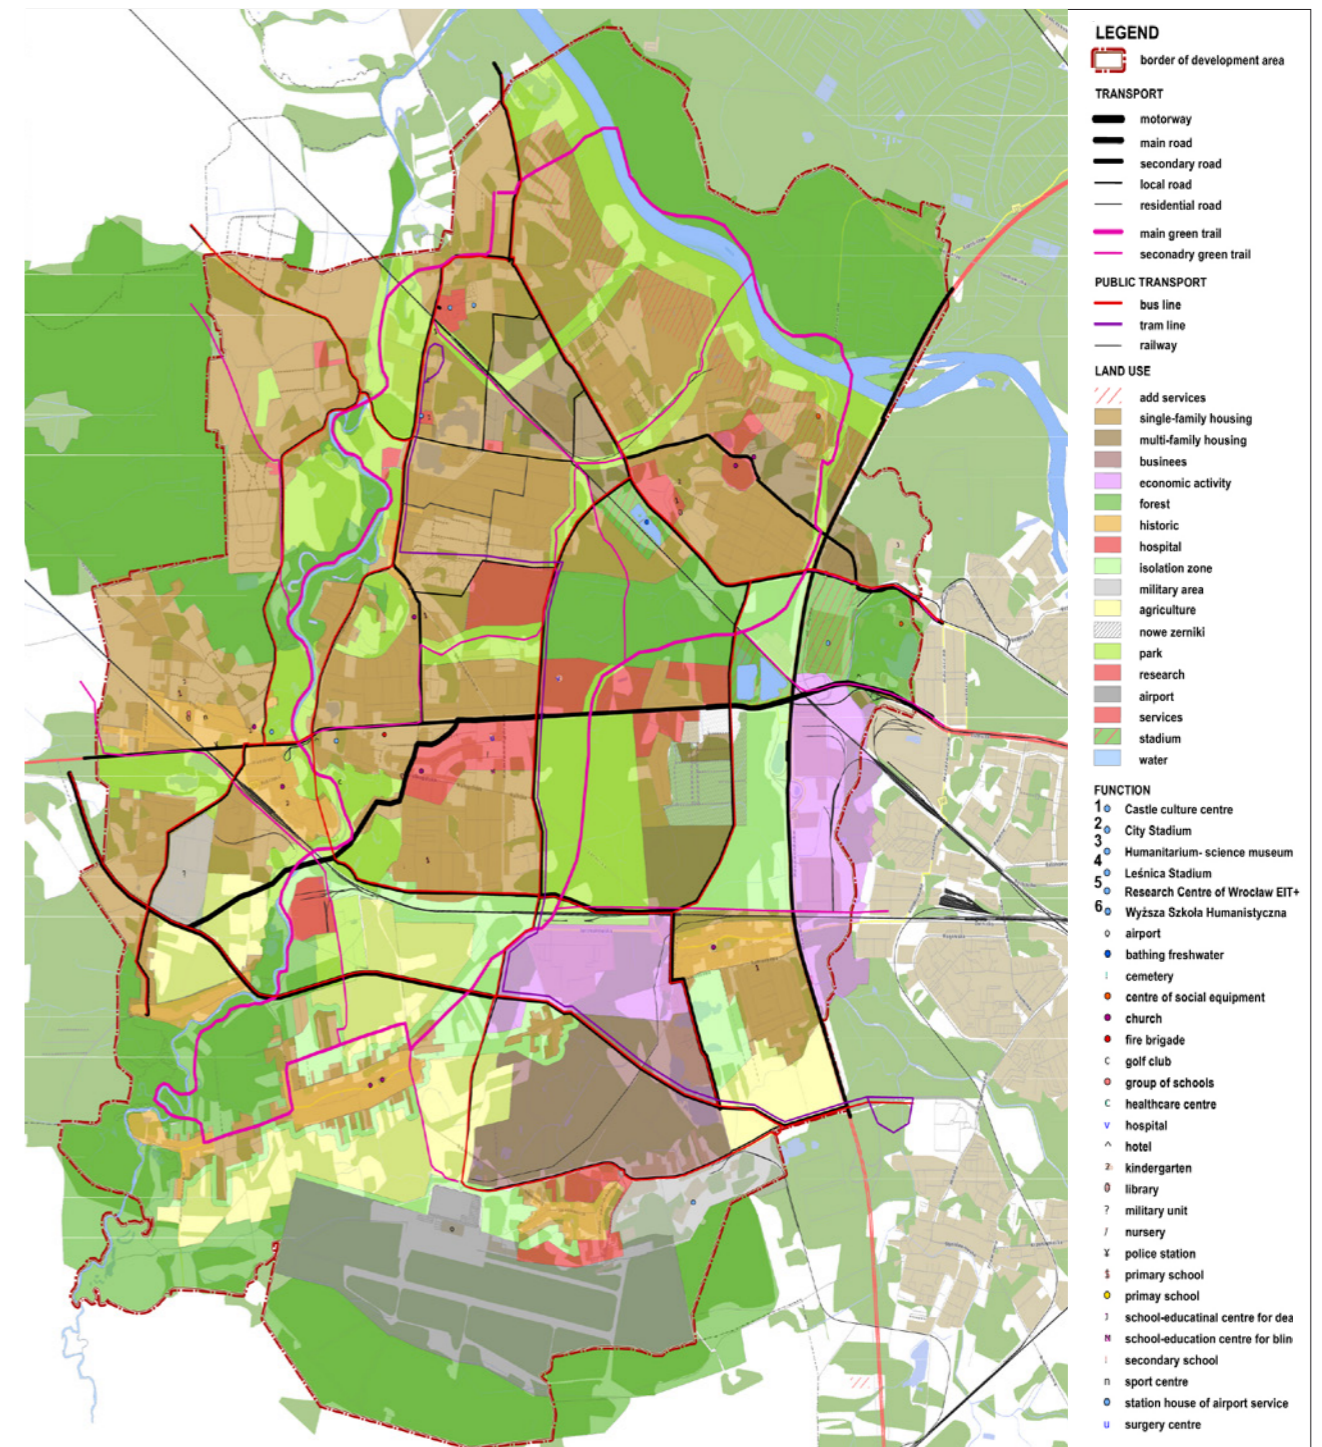 LEGEND
border of development area
TRANSPORT
motorway
main road
secondary road
local road
residential road
main green trail
seconadry green trail
PUBLIC TRANSPORT
bus line
tram line
railway
LAND USE
add services
single-family housing
multi-family housing
businees
economic activity
forest
historic
hospital
isolation zone
military area
agriculture
nowe zerniki
park
research
airport
services
stadium
water
FUNCTION
1 Castle culture centre
2 City Stadium
3 Humanitarium- science museum
4 Leśnica Stadium
5 Research Centre of Wrocław EIT+
6 Wyższa Szkoła Humanistyczna
airport
bathing freshwater
cemetery
centre of social equipment
church
fire brigade
C golf club
group of schools
C healthcare centre
v hospital
^ hotel
2 kindergarten
library
? military unit
/ nursery
¥ police station
primary school
primay school
school-educatinal centre for dea
school-education centre for blin
secondary school
n sport centre
station house of airport service
u surgery centre